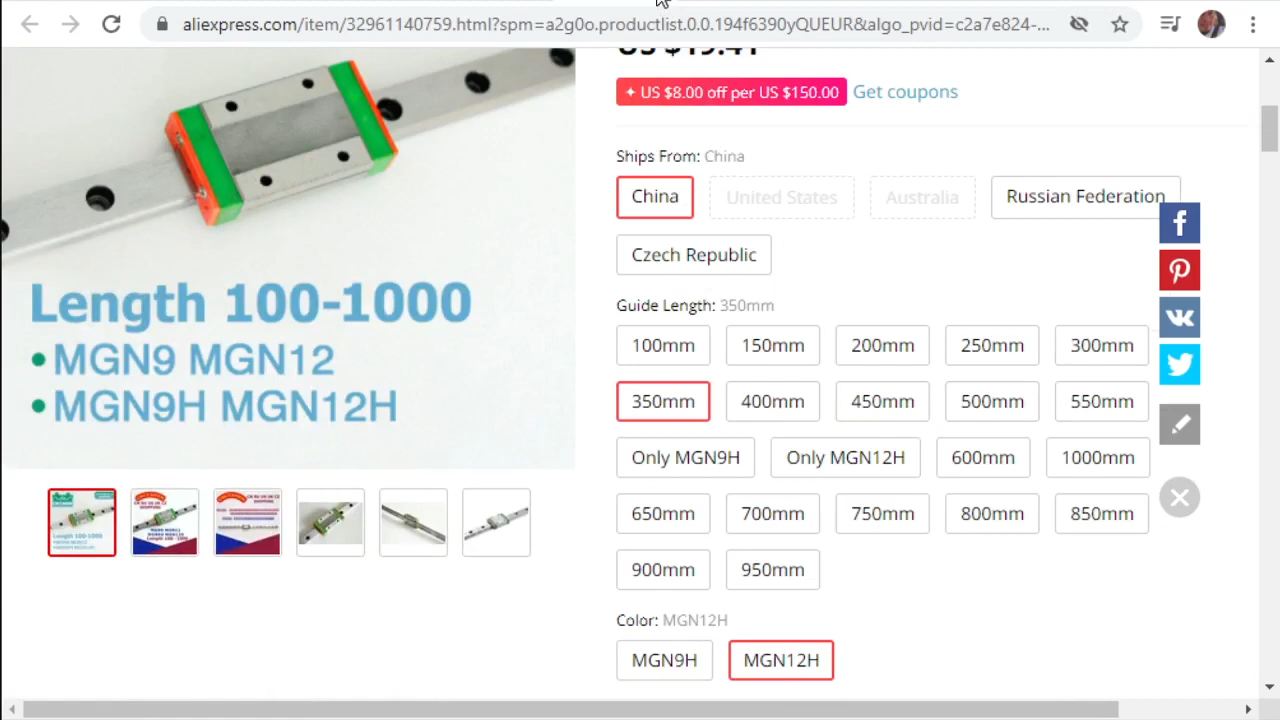 aliexpress.com/item/32961140759.html?spm=a2g0o.productlist.0.0.194f6390yQUEUR&algo_pvid=c2a7e824-...
US $19.41
✦ US $8.00 off per US $150.00 Get coupons
Ships From: China
China United States Australia Russian Federation
Czech Republic
Guide Length: 350mm
100mm 150mm 200mm 250mm 300mm
350mm 400mm 450mm 500mm 550mm
Only MGN9H Only MGN12H 600mm 1000mm
650mm 700mm 750mm 800mm 850mm
900mm 950mm
Color: MGN12H
MGN9H MGN12H
Length 100-1000
• MGN9 MGN12
• MGN9H MGN12H